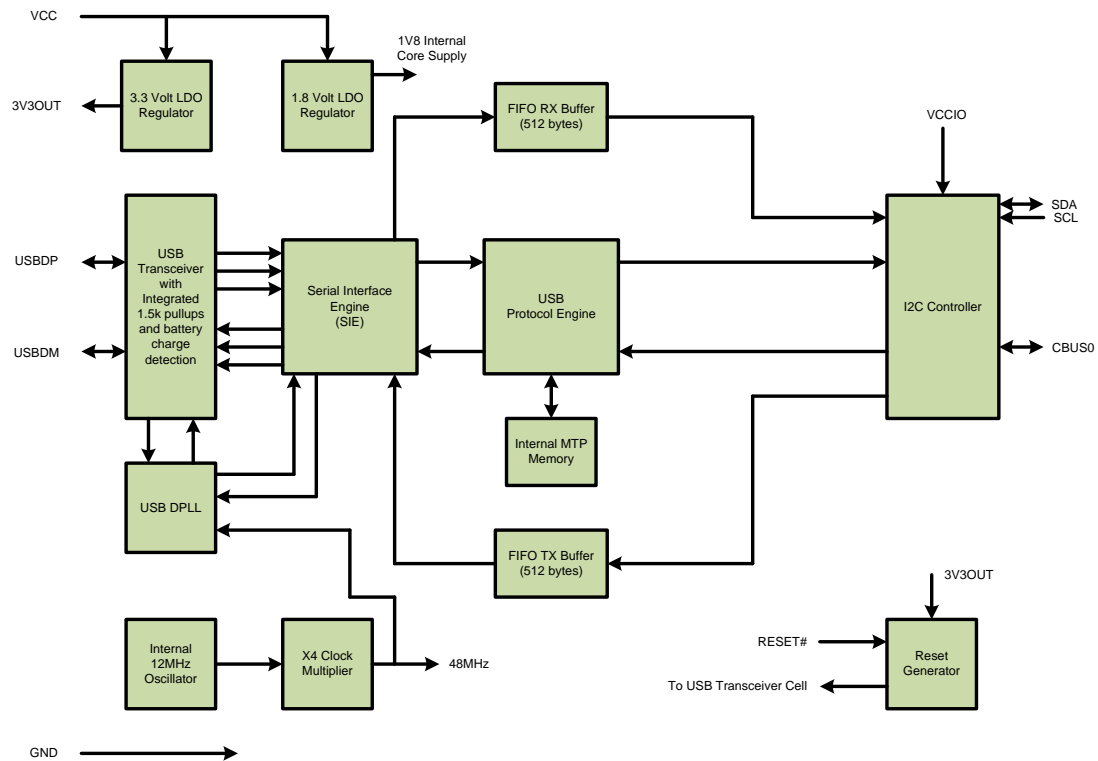 VCC
1V8 Internal
Core Supply
3.3 Volt LDO
Regulator
1.8 Volt LDO
Regulator
3V3OUT
FIFO RX Buffer
(512 bytes)
VCCIO
SDA
SCL
USB
Transceiver
with
Integrated
1.5k pullups
and battery
charge
detection
USBDP
USBDM
Serial Interface
Engine
(SIE)
USB
Protocol Engine
I2C Controller
CBUS0
Internal MTP
Memory
USB DPLL
FIFO TX Buffer
(512 bytes)
3V3OUT
RESET#
Reset
Generator
To USB Transceiver Cell
Internal
12MHz
Oscillator
X4 Clock
Multiplier
48MHz
GND